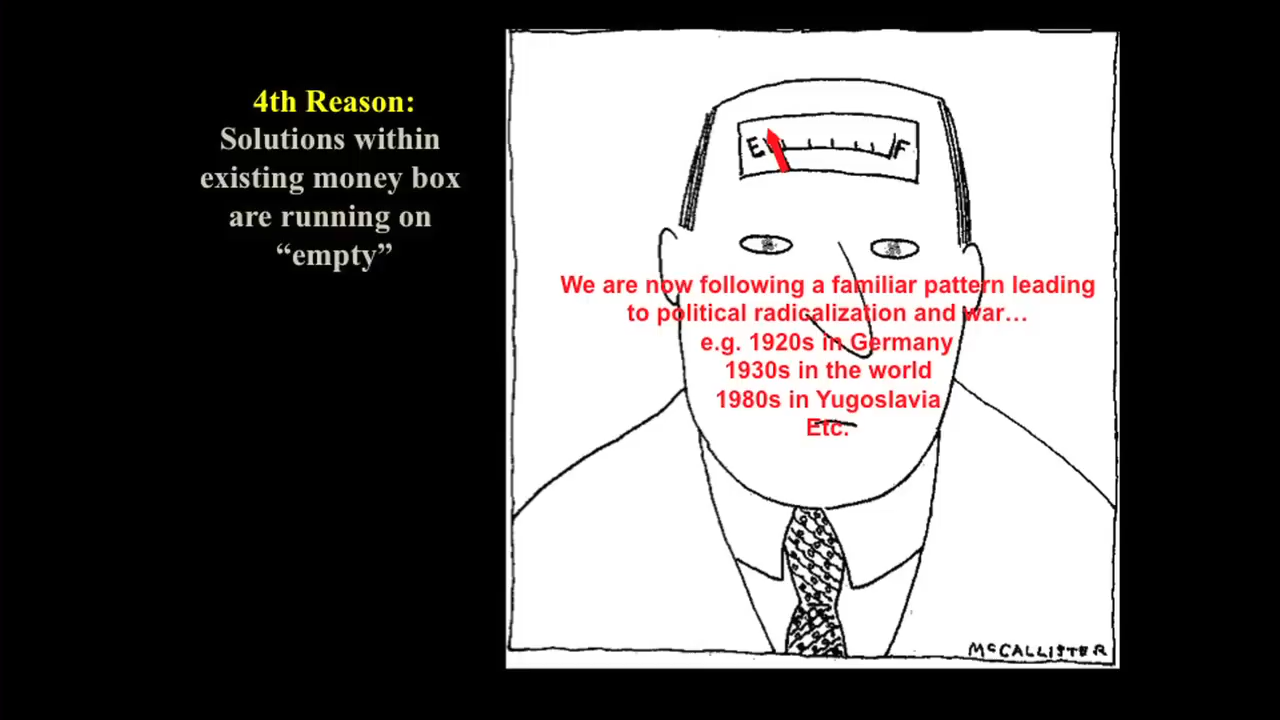 4th Reason:
Solutions within
existing money box
are running on
“empty”
E F
We are now following a familiar pattern leading
to political radicalization and war…
e.g. 1920s in Germany
1930s in the world
1980s in Yugoslavia
Etc.
McCALLISTER